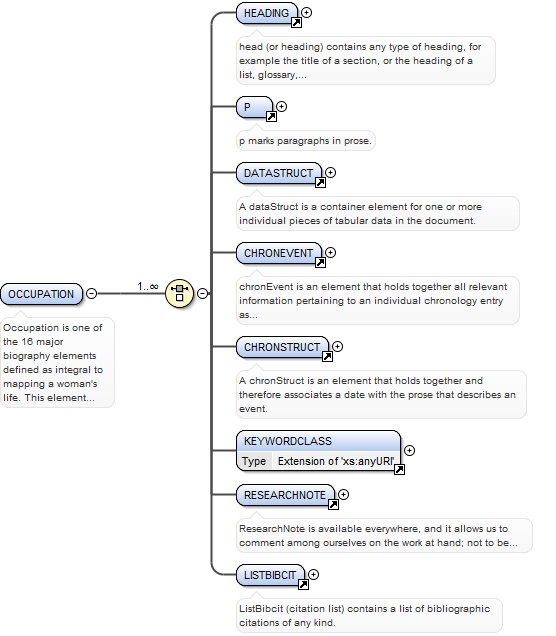 HEADING
head (or heading) contains any type of heading, for
example the title of a section, or the heading of a
list, glossary,...
P
p marks paragraphs in prose.
DATASTRUCT
A dataStruct is a container element for one or more
individual pieces of tabular data in the document.
CHRONEVENT
chronEvent is an element that holds together all relevant
information pertaining to an individual chronology entry
as...
OCCUPATION
1..∞
Occupation is one of
the 16 major
biography elements
defined as integral to
mapping a woman's
life. This element...
CHRONSTRUCT
A chronStruct is an element that holds together and
therefore associates a date with the prose that describes an
event.
KEYWORDCLASS
Type Extension of 'xs:anyURI'
RESEARCHNOTE
ResearchNote is available everywhere, and it allows us to
comment among ourselves on the work at hand; not to be...
LISTBIBCIT
ListBibcit (citation list) contains a list of bibliographic
citations of any kind.